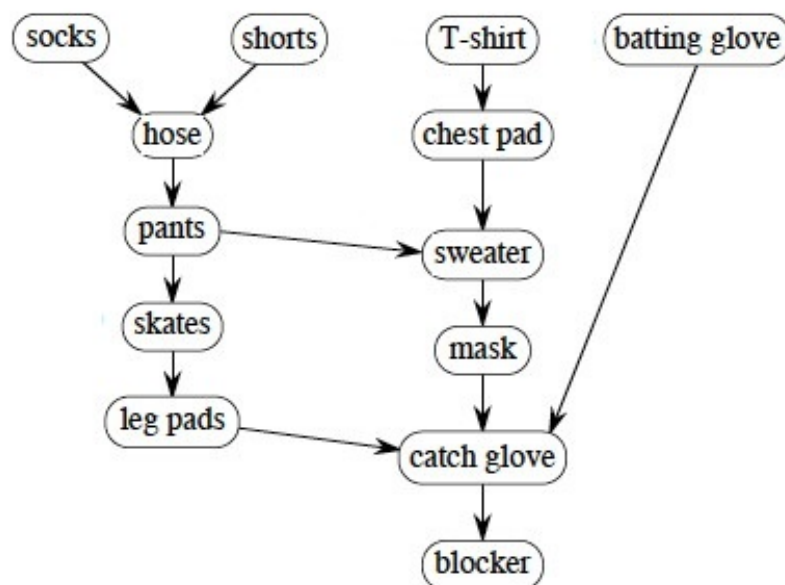 socks
shorts
T-shirt
batting glove
hose
chest pad
pants
sweater
skates
mask
leg pads
catch glove
blocker